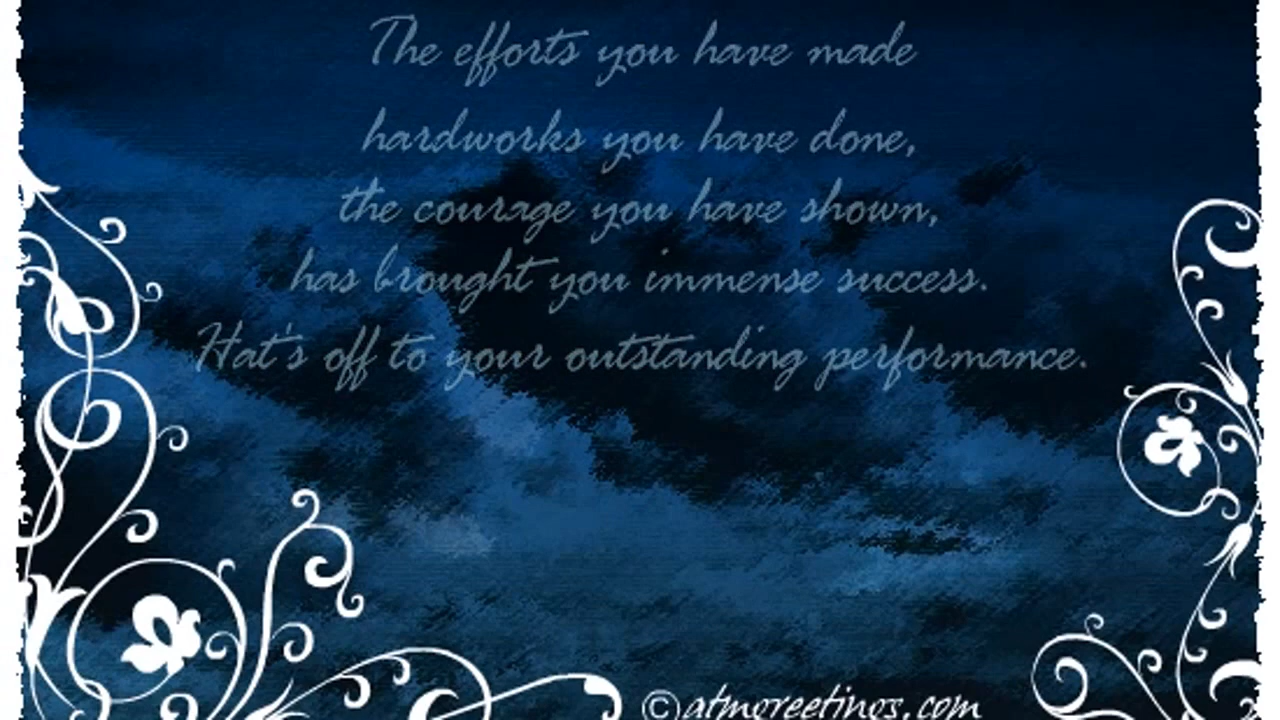 The efforts you have made
hardworks you have done,
the courage you have shown,
has brought you immense success.
Hat's off to your outstanding performance.
©atmgreetings.com